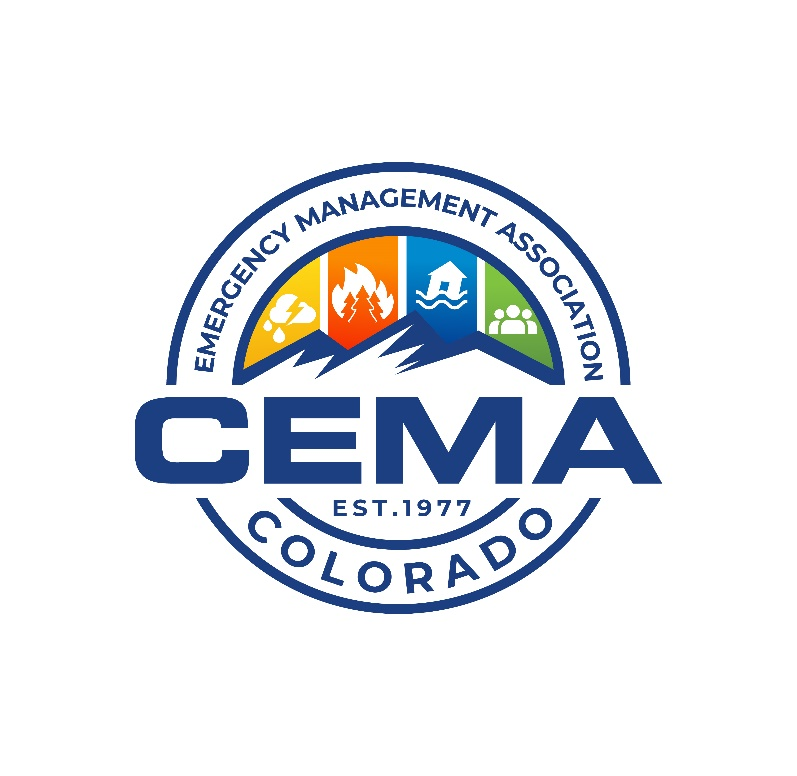 EMERGENCY MANAGEMENT ASSOCIATION
CEMA
EST.1977
COLORADO